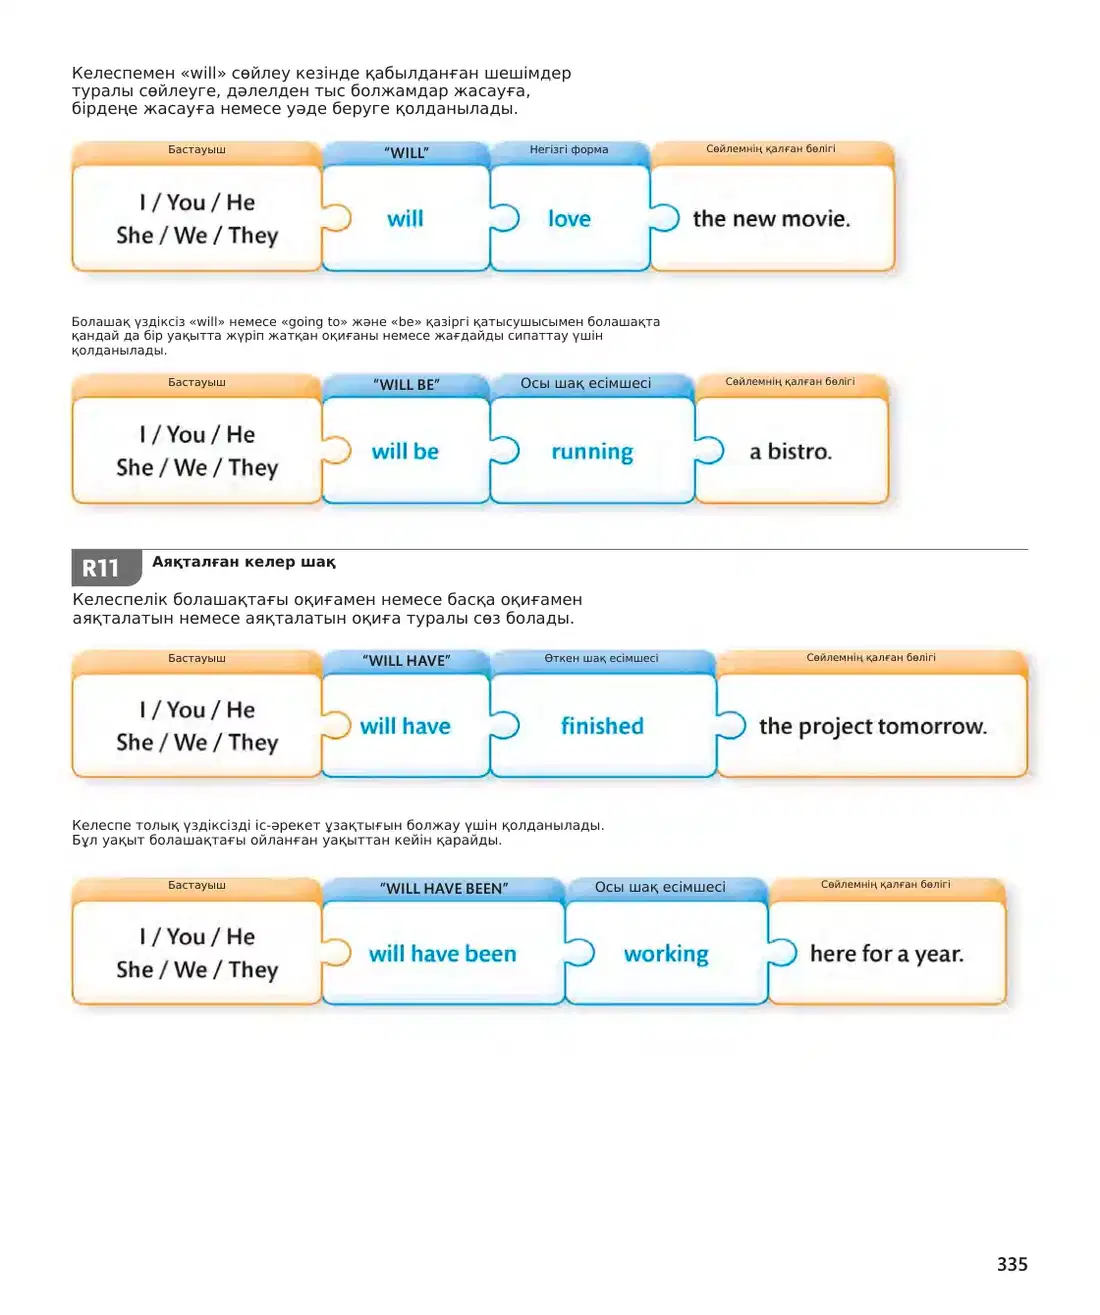 Келеспемен «will» сөйлеу кезінде қабылданған шешімдер
туралы сөйлеуге, дәлелден тыс болжамдар жасауға,
бірдеңе жасауға немесе уәде беруге қолданылады.
Бастауыш
"WILL"
Негізгі форма
Сөйлемнің қалған бөлігі
I / You / He
She / We / They
will
love
the new movie.
Болашақ үздіксіз «will» немесе «going to» және «be» қазіргі қатысушысымен болашақта
қандай да бір уақытта жүріп жатқан оқиғаны немесе жағдайды сипаттау үшін
қолданылады.
Бастауыш
"WILL BE"
Осы шақ есімшесі
Сөйлемнің қалған бөлігі
I / You / He
She / We / They
will be
running
a bistro.
R11
Аяқталған келер шақ
Келеспелік болашақтағы оқиғамен немесе басқа оқиғамен
аяқталатын немесе аяқталатын оқиға туралы сөз болады.
Бастауыш
"WILL HAVE"
Өткен шақ есімшесі
Сөйлемнің қалған бөлігі
I / You / He
She / We / They
will have
finished
the project tomorrow.
Келеспе толық үздіксізді іс-әрекет ұзақтығын болжау үшін қолданылады.
Бұл уақыт болашақтағы ойланған уақыттан кейін қарайды.
Бастауыш
"WILL HAVE BEEN"
Осы шақ есімшесі
Сөйлемнің қалған бөлігі
I / You / He
She / We / They
will have been
working
here for a year.
335